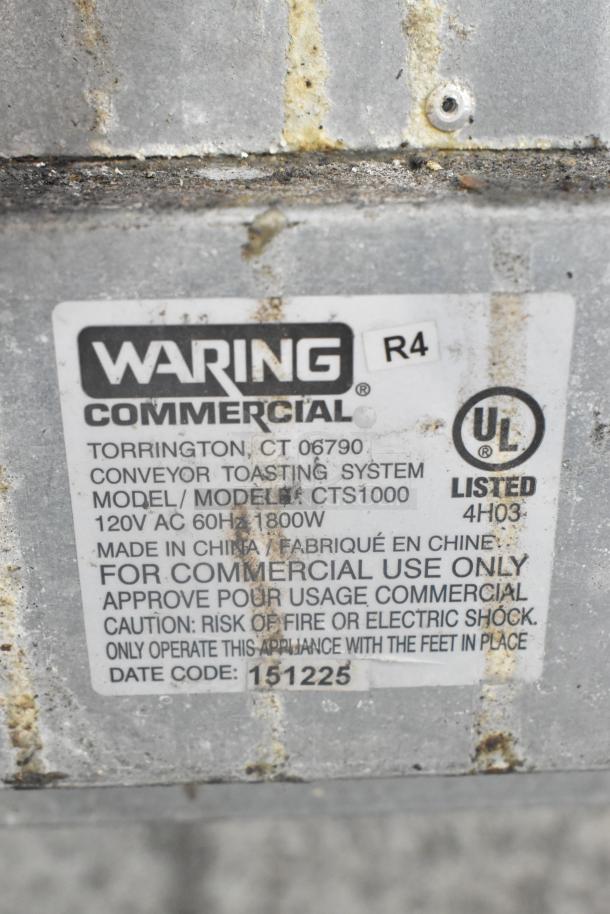 WARING®
R4
COMMERCIAL
TORRINGTON, CT 06790
CONVEYOR TOASTING SYSTEM
MODEL/ MODELE: CTS1000
120V AC 60Hz 1800W
UL®
LISTED
4H03
MADE IN CHINA / FABRIQUÉ EN CHINE
FOR COMMERCIAL USE ONLY
APPROVE POUR USAGE COMMERCIAL
CAUTION: RISK OF FIRE OR ELECTRIC SHOCK.
ONLY OPERATE THIS APPLIANCE WITH THE FEET IN PLACE
DATE CODE: 151225